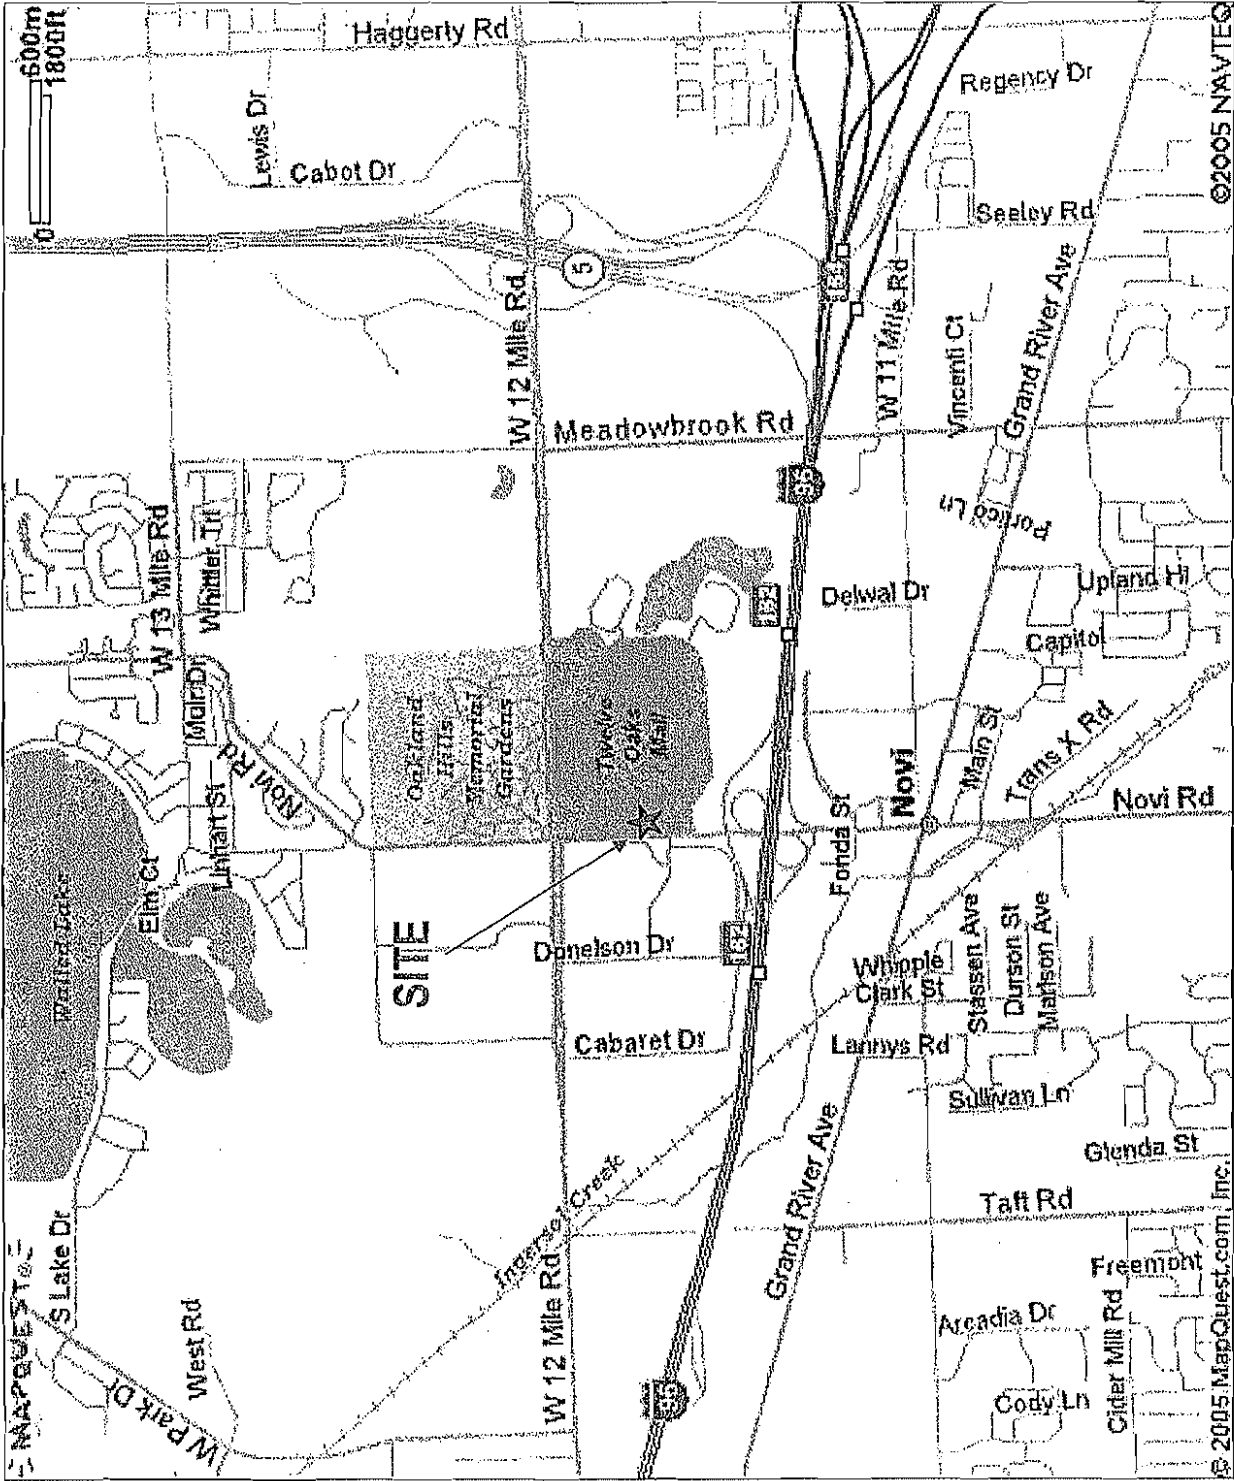 MAPQUEST
0 600m
1800ft
Haggerty Rd
Lewis Dr
Cabot Dr
Regency Dr
Seeley Rd
5
W 12 Mile Rd
W 11 Mile Rd
Vincenti Ct
Grand River Ave
Meadowbrook Rd
W 13 Mile Rd
Portico Ln
Delwal Dr
Upland Hl
Capitol
Muir Dr
Novi Rd
Oakland
Hills
Memorial
Gardens
Twelve
Oaks
Mall
Novi
Main St
Trans X Rd
Novi Rd
Fonda St
Linhart St
Elm Ct
Walled Lake
SITE
Donelson Dr
Whipple
Clark St
Stassen Ave
Durson St
Marlson Ave
Cabaret Dr
Lannys Rd
Sullivan Ln
Glenda St
Grand River Ave
Taft Rd
Ingersol Creek
S Lake Dr
W Park Dr
West Rd
W 12 Mile Rd
Freemont
Arcadia Dr
Cider Mill Rd
Cody Ln
© 2005 MapQuest.com, Inc.
©2005 NAVTEQ